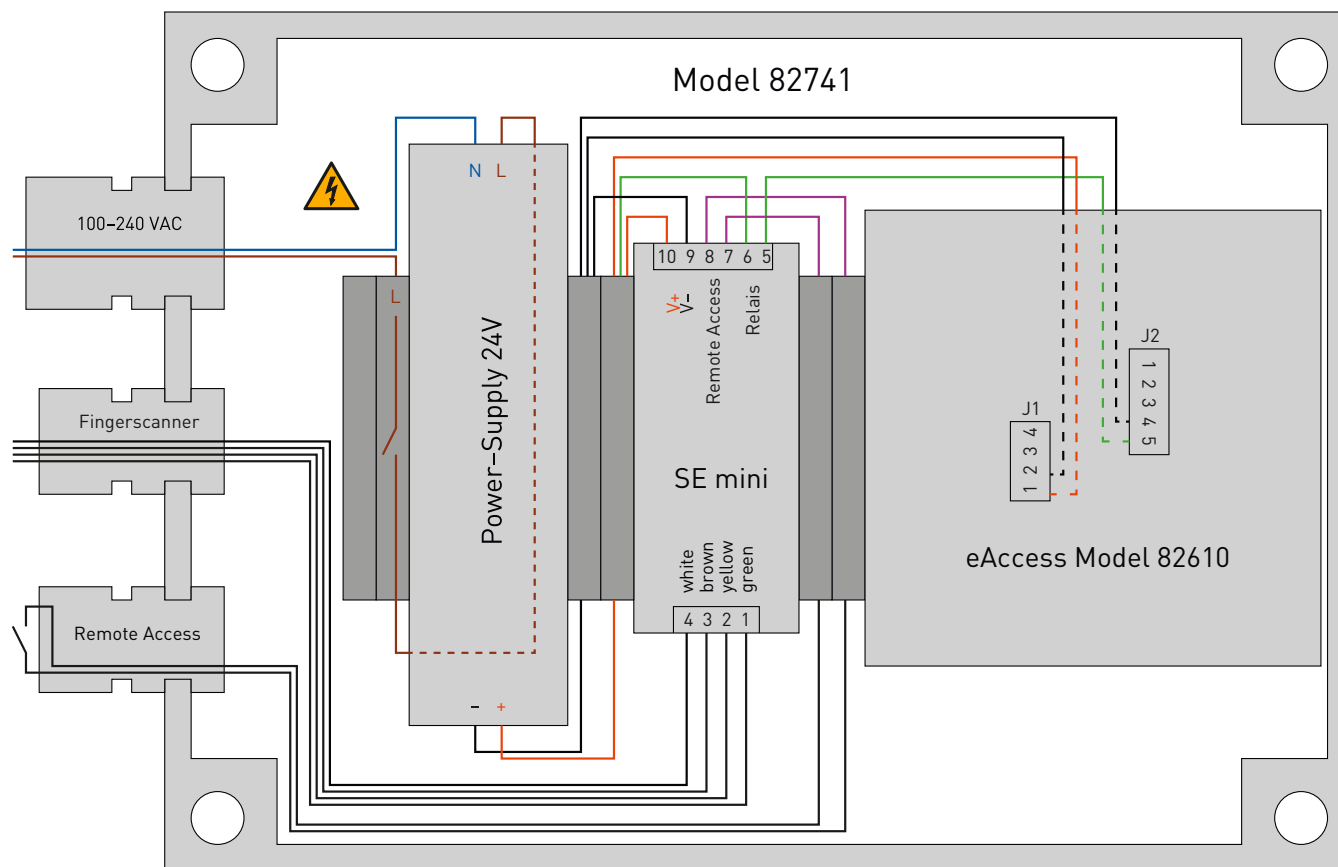 Model 82741
N L
100–240 VAC
L
10 9 8 7 6 5
V+
V–
Remote Access
Relais
Power–Supply 24V
J2
1 2 3 4 5
J1
1 2 3 4
Fingerscanner
SE mini
eAccess Model 82610
white
brown
yellow
green
4 3 2 1
Remote Access
– +